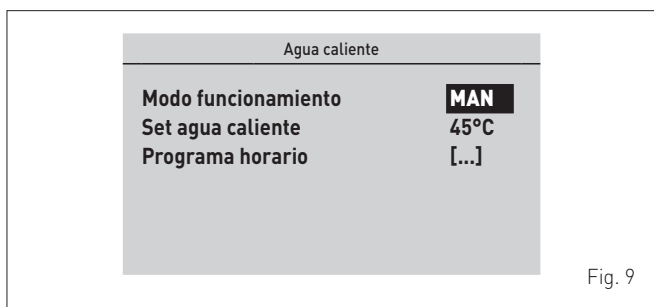 Agua caliente
Modo funcionamiento MAN
Set agua caliente 45°C
Programa horario [...]
Fig. 9